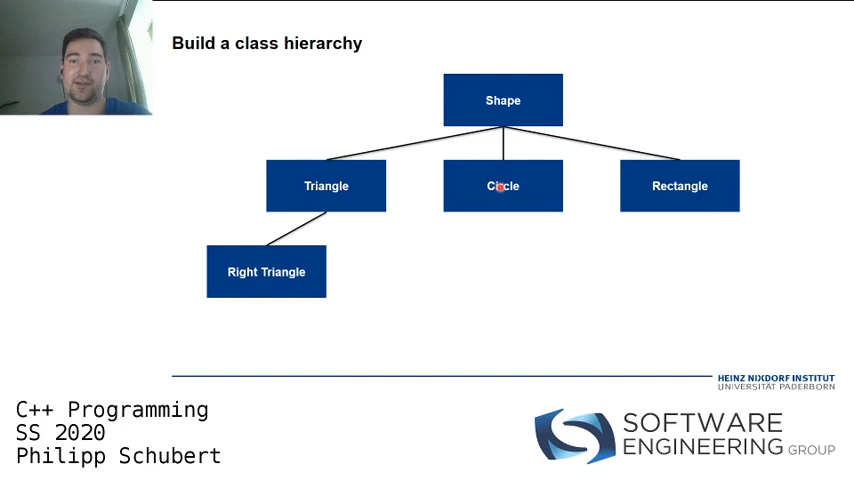 Build a class hierarchy
Shape
Triangle
Circle
Rectangle
Right Triangle
HEINZ NIXDORF INSTITUT
UNIVERSITÄT PADERBORN
C++ Programming
SS 2020
Philipp Schubert
SOFTWARE
ENGINEERING GROUP